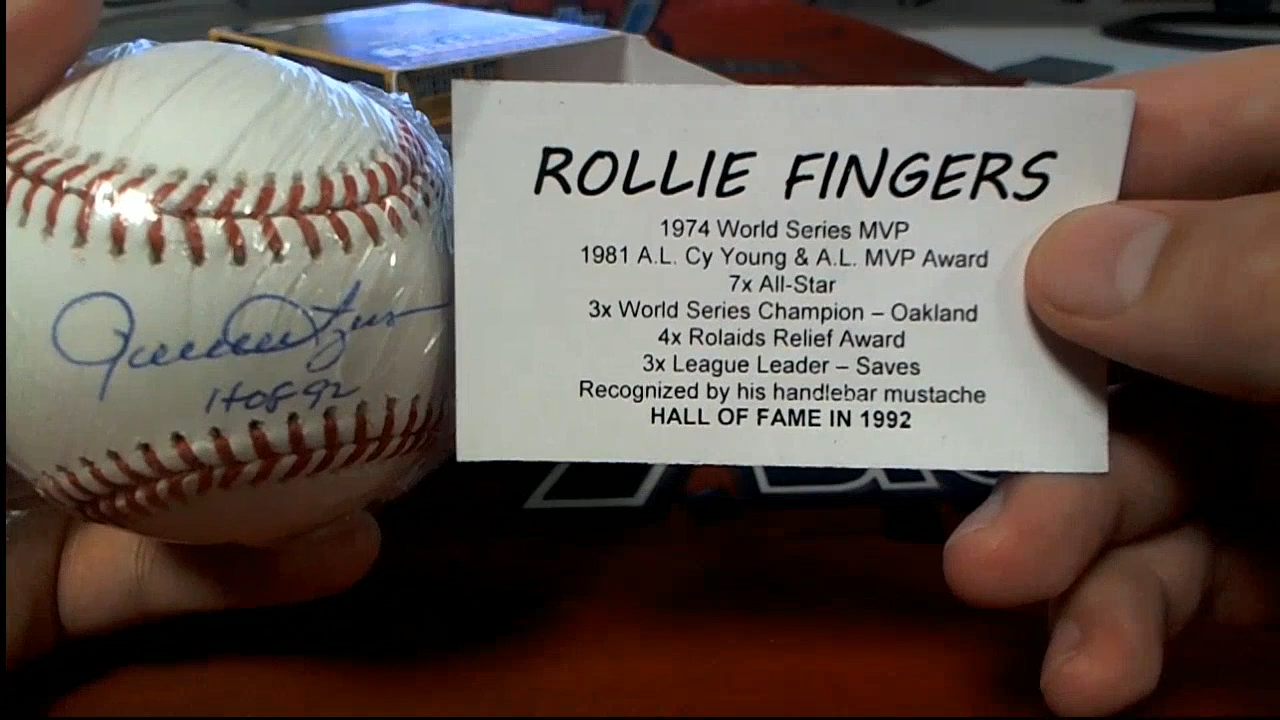 HOF 92
ROLLIE FINGERS
1974 World Series MVP
1981 A.L. Cy Young & A.L. MVP Award
7x All-Star
3x World Series Champion – Oakland
4x Rolaids Relief Award
3x League Leader – Saves
Recognized by his handlebar mustache
HALL OF FAME IN 1992